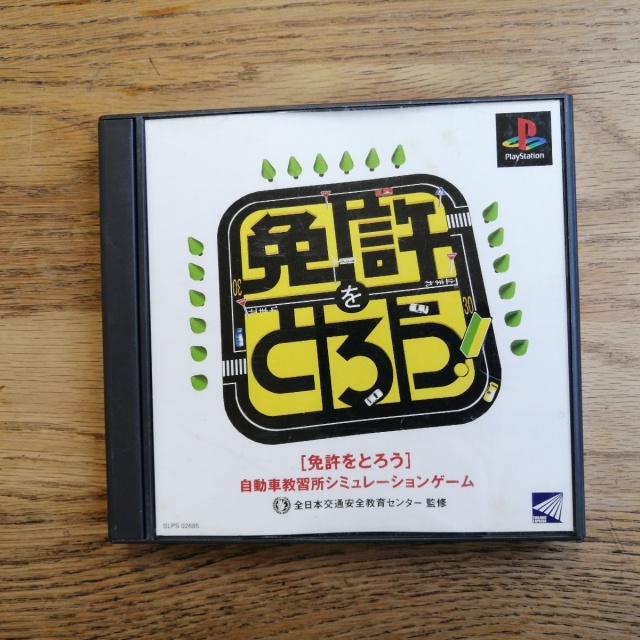 PlayStation
免許
を
とろう
30
30
[免許をとろう]
自動車教習所シミュレーションゲーム
全日本交通安全教育センター 監修
SLPS 02685